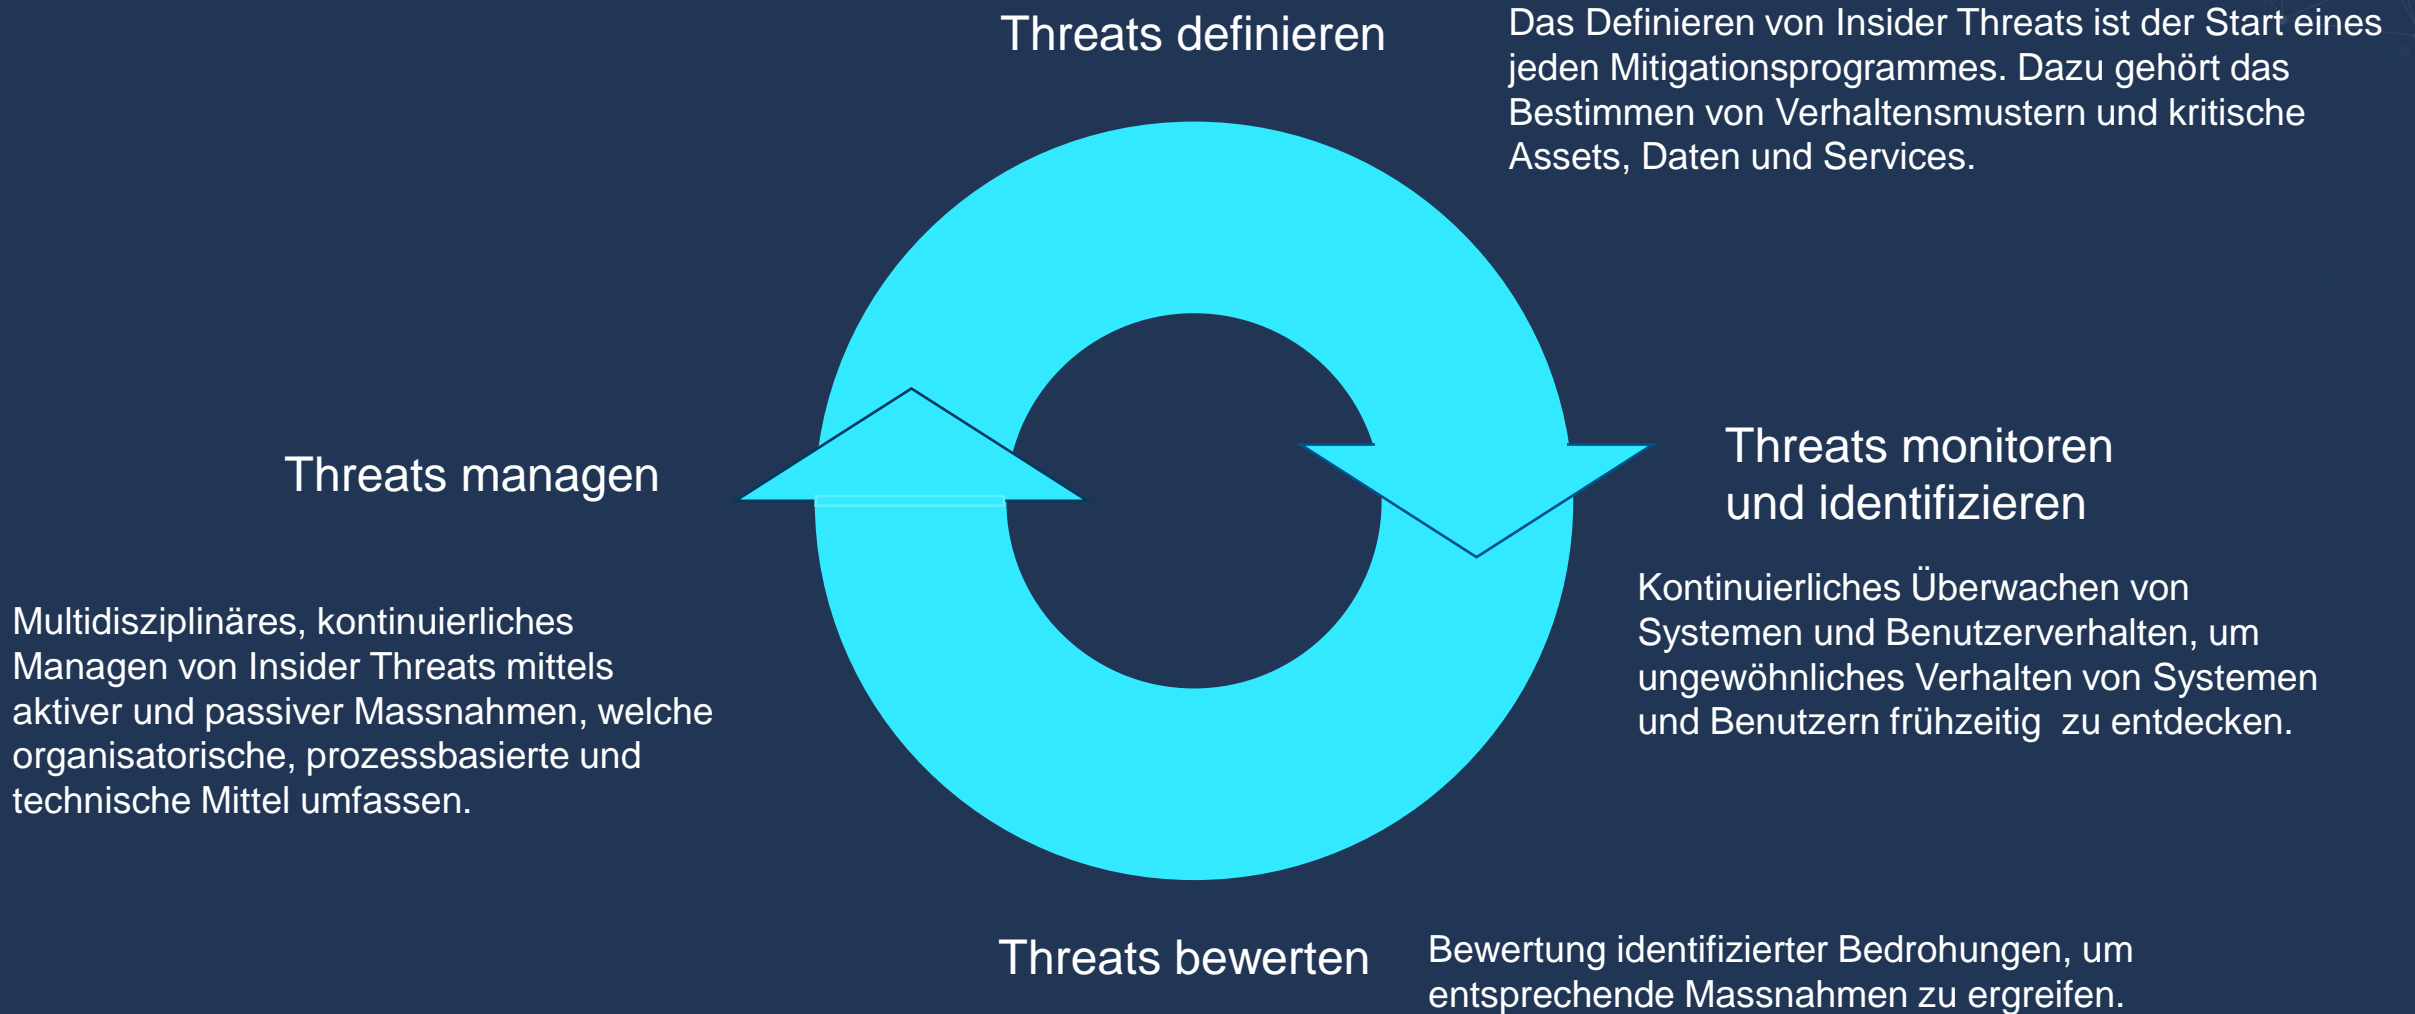 Threats definieren
Das Definieren von Insider Threats ist der Start eines
jeden Mitigationsprogrammes. Dazu gehört das
Bestimmen von Verhaltensmustern und kritische
Assets, Daten und Services.
Threats monitoren
und identifizieren
Kontinuierliches Überwachen von
Systemen und Benutzerverhalten, um
ungewöhnliches Verhalten von Systemen
und Benutzern frühzeitig  zu entdecken.
Threats bewerten
Bewertung identifizierter Bedrohungen, um
entsprechende Massnahmen zu ergreifen.
Threats managen
Multidisziplinäres, kontinuierliches
Managen von Insider Threats mittels
aktiver und passiver Massnahmen, welche
organisatorische, prozessbasierte und
technische Mittel umfassen.